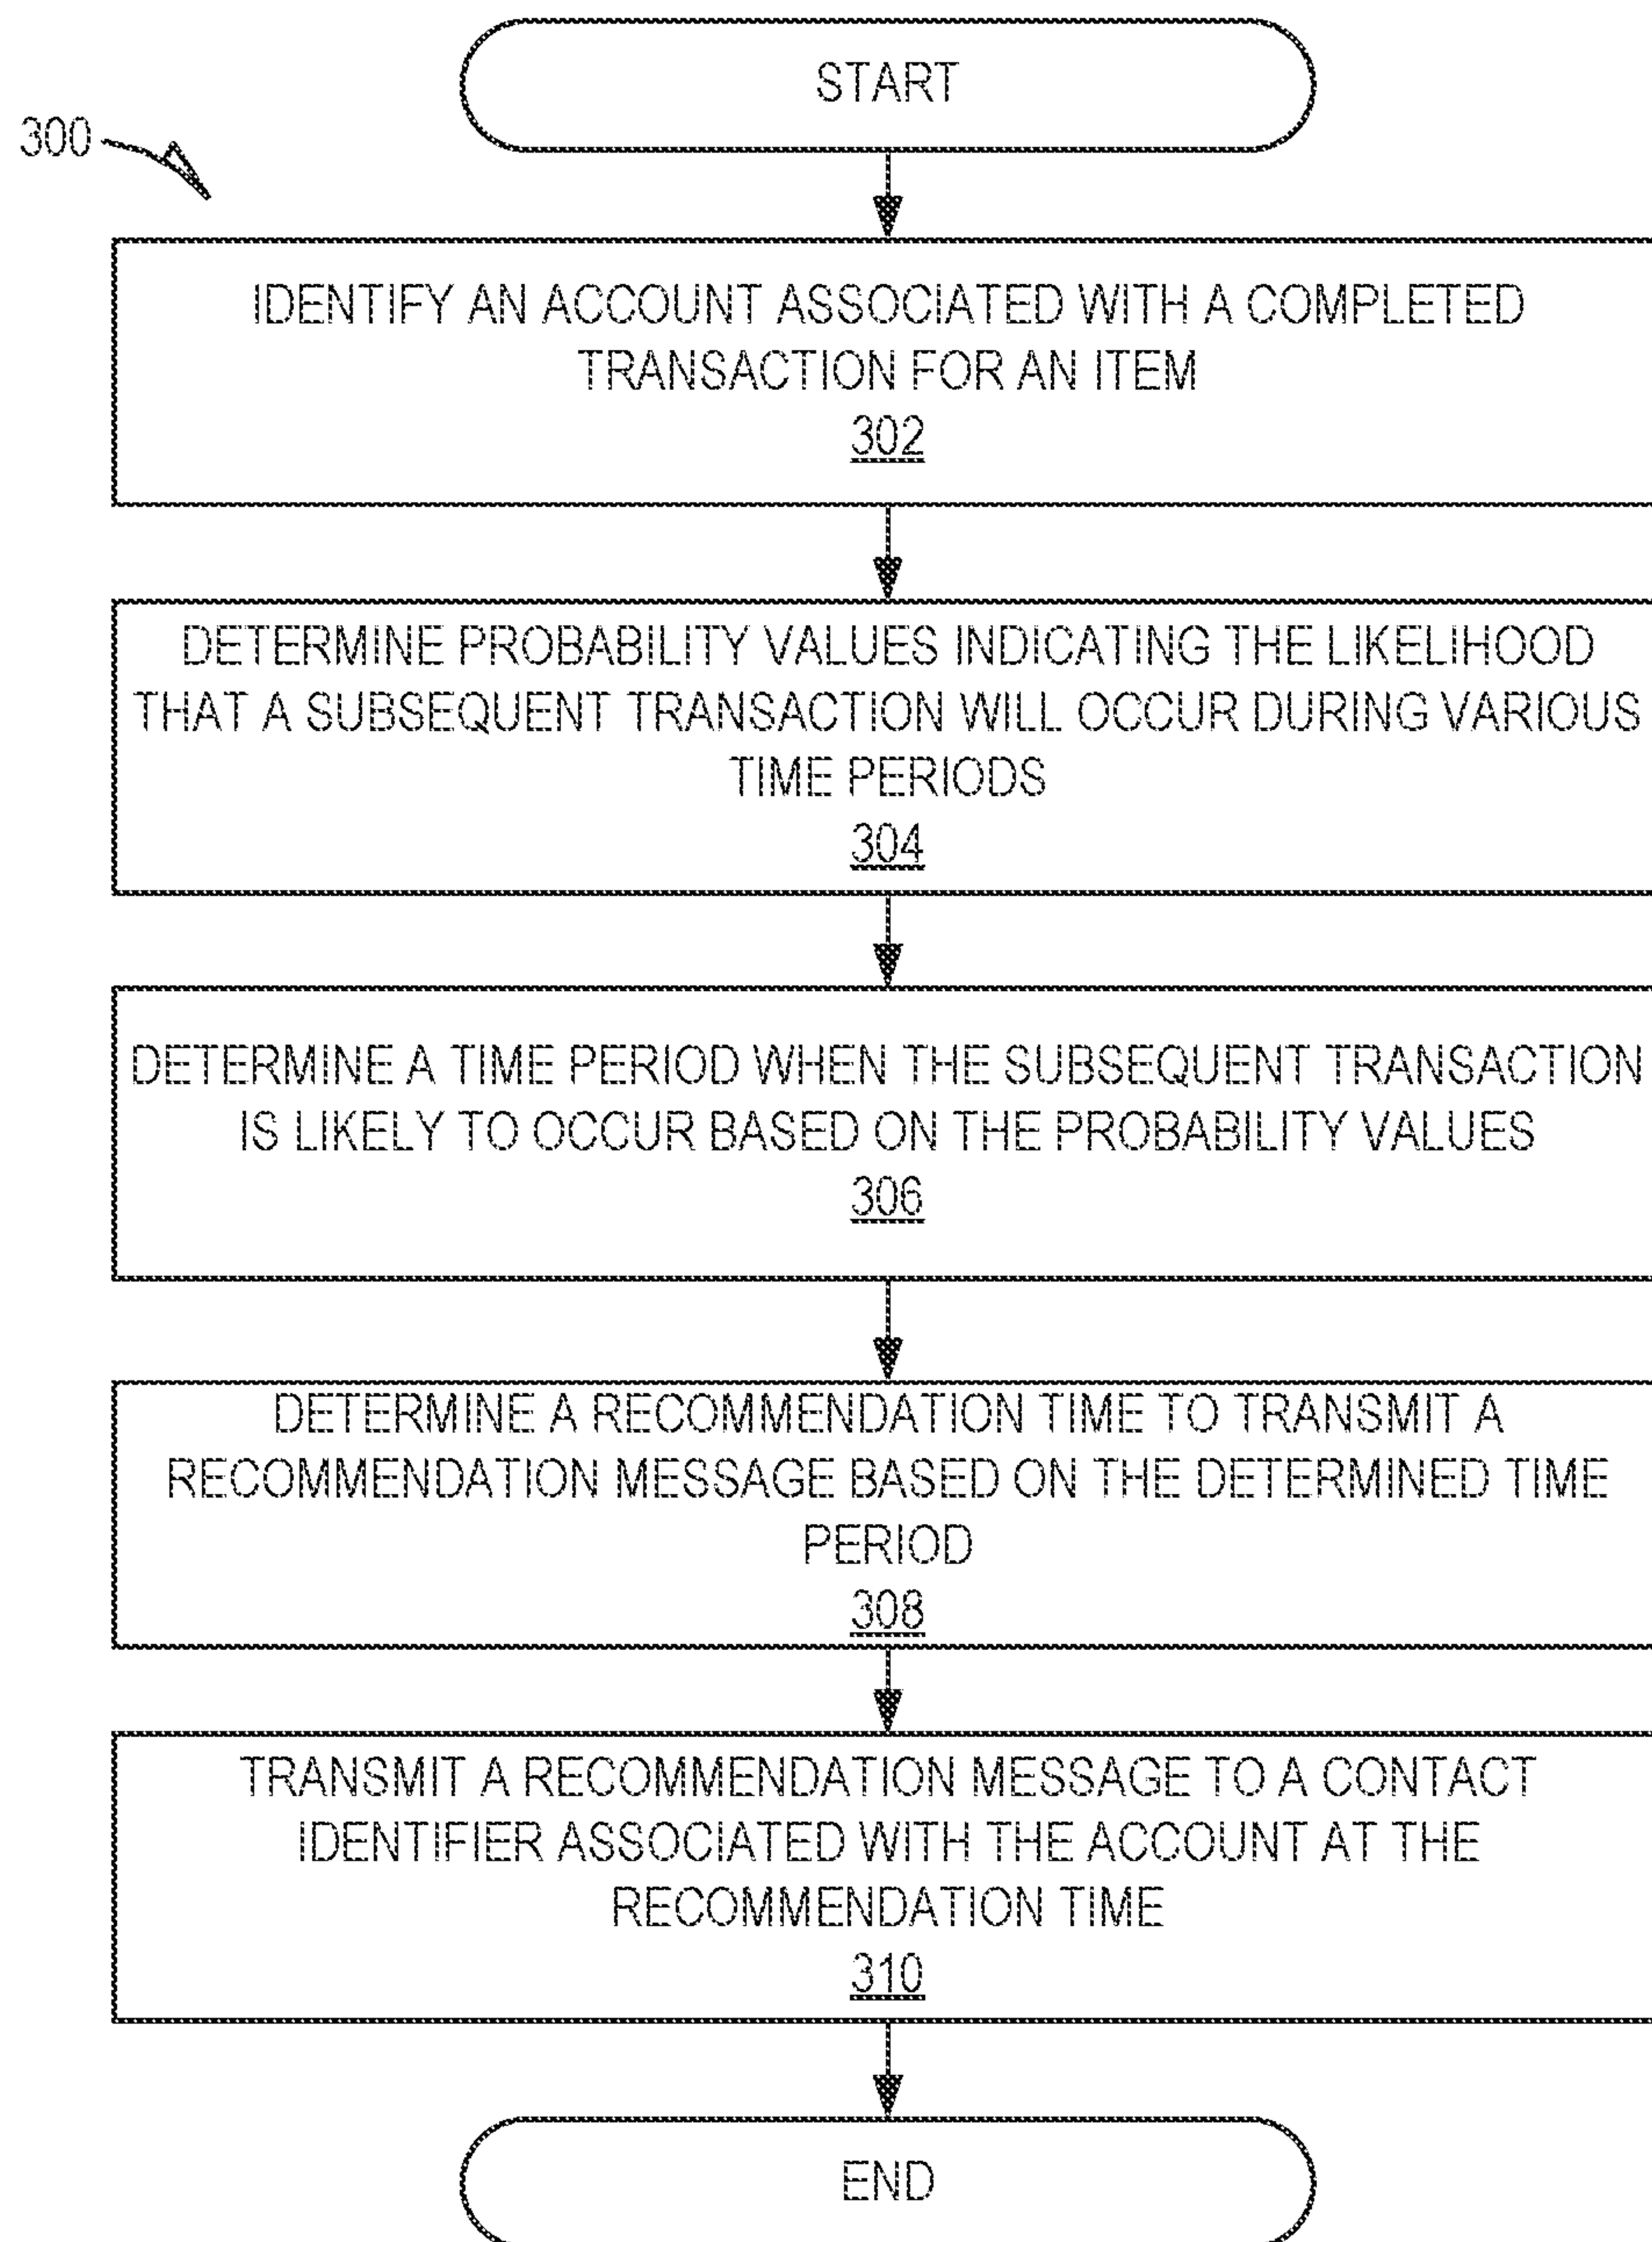 START
300
IDENTIFY AN ACCOUNT ASSOCIATED WITH A COMPLETED
TRANSACTION FOR AN ITEM
302
DETERMINE PROBABILITY VALUES INDICATING THE LIKELIHOOD
THAT A SUBSEQUENT TRANSACTION WILL OCCUR DURING VARIOUS
TIME PERIODS
304
DETERMINE A TIME PERIOD WHEN THE SUBSEQUENT TRANSACTION
IS LIKELY TO OCCUR BASED ON THE PROBABILITY VALUES
306
DETERMINE A RECOMMENDATION TIME TO TRANSMIT A
RECOMMENDATION MESSAGE BASED ON THE DETERMINED TIME
PERIOD
308
TRANSMIT A RECOMMENDATION MESSAGE TO A CONTACT
IDENTIFIER ASSOCIATED WITH THE ACCOUNT AT THE
RECOMMENDATION TIME
310
END